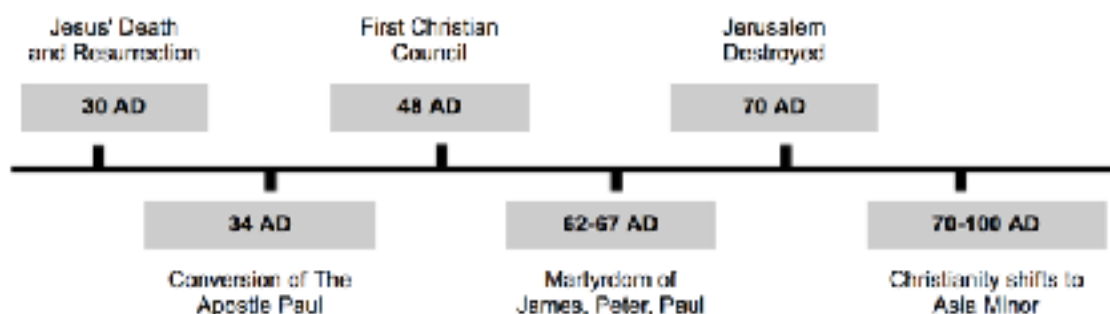 Jesus' Death
and Resurrection
30 AD
34 AD
Conversion of The
Apostle Paul
First Christian
Council
48 AD
62-67 AD
Martyrdom of
James, Peter, Paul
Jerusalem
Destroyed
70 AD
70-100 AD
Christianity shifts to
Asia Minor